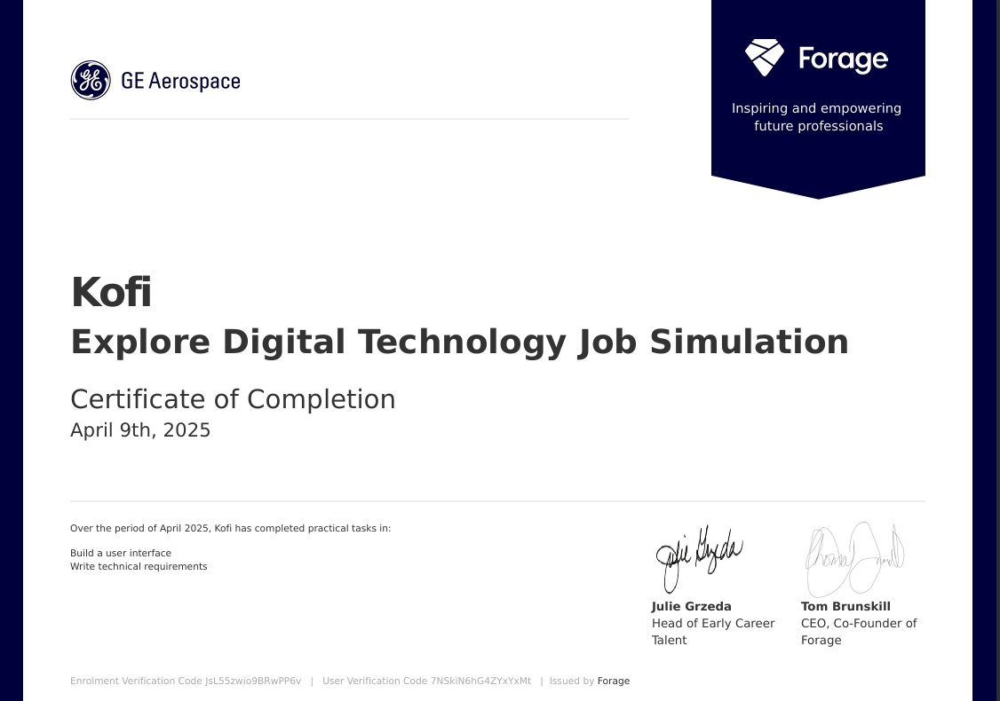 GE Aerospace
Forage
Inspiring and empowering
future professionals
Kofi
Explore Digital Technology Job Simulation
Certificate of Completion
April 9th, 2025
Over the period of April 2025, Kofi has completed practical tasks in:
Build a user interface
Write technical requirements
Julie Grzeda
Julie Grzeda
Head of Early Career
Talent
Tom Brunskill
CEO, Co-Founder of
Forage
Enrolment Verification Code JsL55zwio9BRwPP6v | User Verification Code 7NSkiN6hG4ZYxYxMt | Issued by Forage